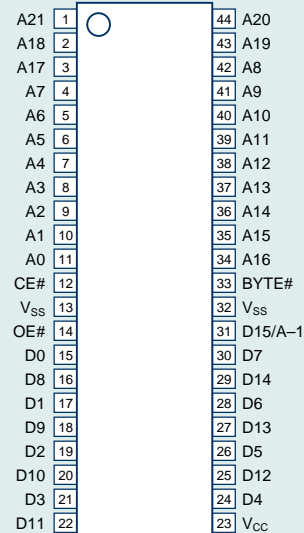 A21 1 44 A20
A18 2 43 A19
A17 3 42 A8
A7 4 41 A9
A6 5 40 A10
A5 6 39 A11
A4 7 38 A12
A3 8 37 A13
A2 9 36 A14
A1 10 35 A15
A0 11 34 A16
CE# 12 33 BYTE#
VSS 13 32 VSS
OE# 14 31 D15/A–1
D0 15 30 D7
D8 16 29 D14
D1 17 28 D6
D9 18 27 D13
D2 19 26 D5
D10 20 25 D12
D3 21 24 D4
D11 22 23 VCC